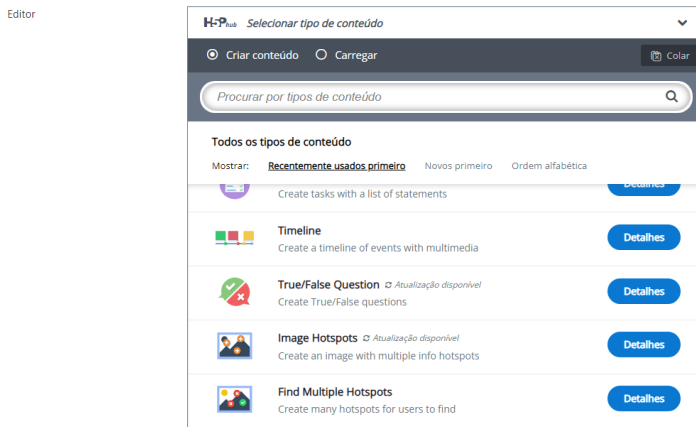 Editor
H5P hub Selecionar tipo de conteúdo
Criar conteúdo Carregar Colar
Procurar por tipos de conteúdo
Todos os tipos de conteúdo
Mostrar: Recentemente usados primeiro Novos primeiro Ordem alfabética
Create tasks with a list of statements Detalhes
Timeline
Create a timeline of events with multimedia
Detalhes
True/False Question Atualização disponível
Create True/False questions
Detalhes
Image Hotspots Atualização disponível
Create an image with multiple info hotspots
Detalhes
Find Multiple Hotspots
Create many hotspots for users to find
Detalhes